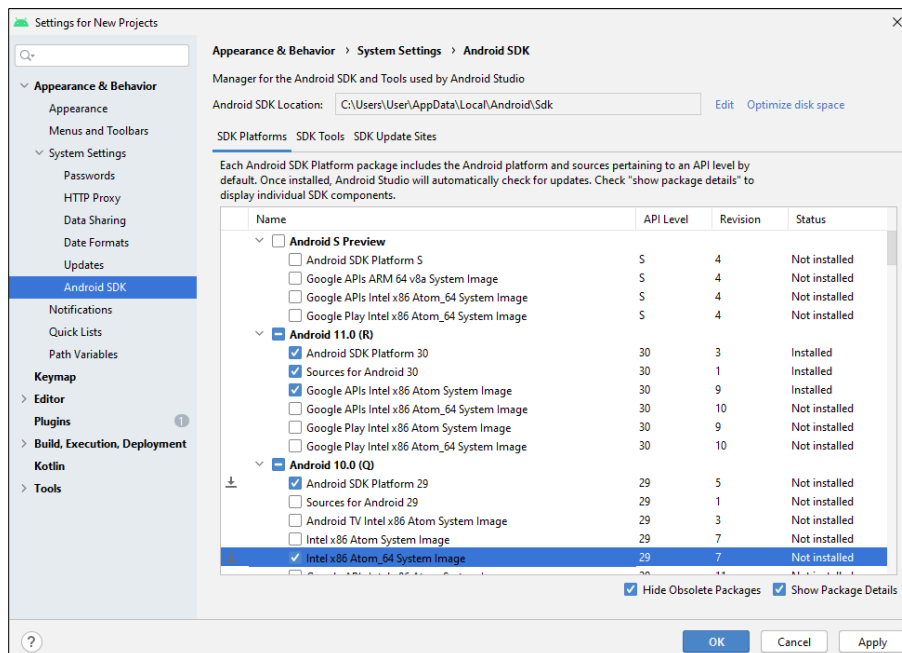 Settings for New Projects
Appearance & Behavior
Appearance
Menus and Toolbars
System Settings
Passwords
HTTP Proxy
Data Sharing
Date Formats
Updates
Android SDK
Notifications
Quick Lists
Path Variables
Keymap
Editor
Plugins 1
Build, Execution, Deployment
Kotlin
Tools
Appearance & Behavior > System Settings > Android SDK
Manager for the Android SDK and Tools used by Android Studio
Android SDK Location: C:\Users\User\AppData\Local\Android\Sdk Edit Optimize disk space
SDK Platforms SDK Tools SDK Update Sites
Each Android SDK Platform package includes the Android platform and sources pertaining to an API level by
default. Once installed, Android Studio will automatically check for updates. Check "show package details" to
display individual SDK components.
Name API Level Revision Status
Android S Preview
Android SDK Platform S S 4 Not installed
Google APIs ARM 64 v8a System Image S 4 Not installed
Google APIs Intel x86 Atom_64 System Image S 4 Not installed
Google Play Intel x86 Atom_64 System Image S 4 Not installed
Android 11.0 (R)
Android SDK Platform 30 30 3 Installed
Sources for Android 30 30 1 Installed
Google APIs Intel x86 Atom System Image 30 9 Installed
Google APIs Intel x86 Atom_64 System Image 30 10 Not installed
Google Play Intel x86 Atom System Image 30 9 Not installed
Google Play Intel x86 Atom_64 System Image 30 10 Not installed
Android 10.0 (Q)
Android SDK Platform 29 29 5 Not installed
Sources for Android 29 29 1 Not installed
Android TV Intel x86 Atom System Image 29 3 Not installed
Intel x86 Atom System Image 29 7 Not installed
Intel x86 Atom_64 System Image 29 7 Not installed
Hide Obsolete Packages Show Package Details
? OK Cancel Apply